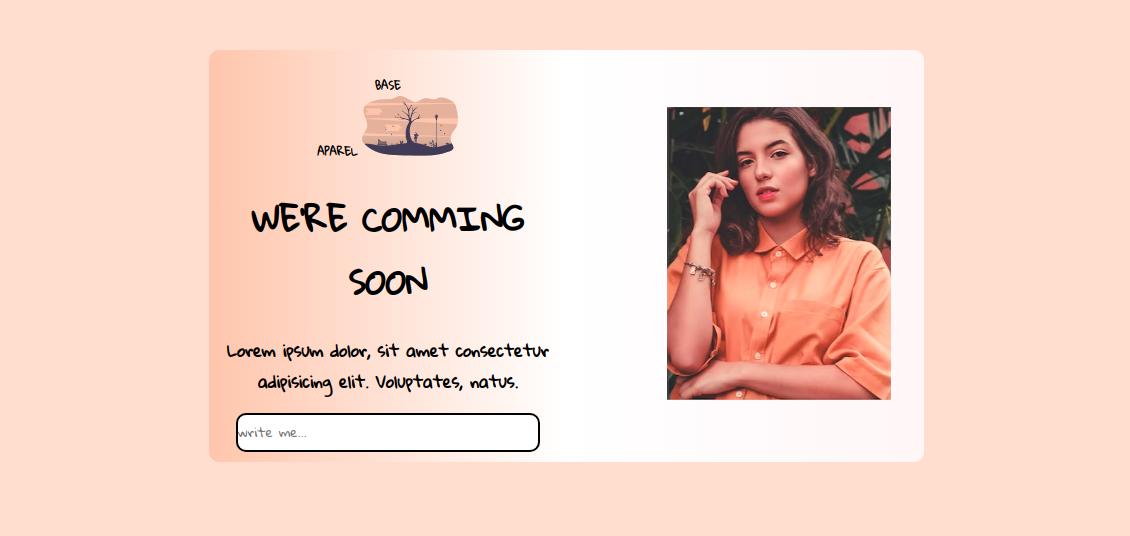 BASE
APAREL
WE'RE COMMING
SOON
Lorem ipsum dolor, sit amet consectetur
adipisicing elit. Voluptates, natus.
write me...